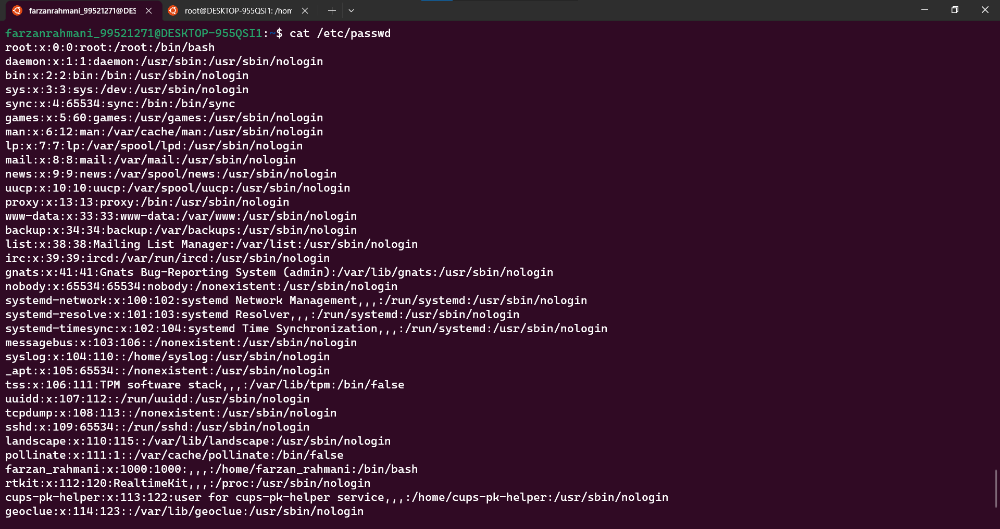 farzanrahmani_99521271@DES
root@DESKTOP-955QSI1: /hom
farzanrahmani_99521271@DESKTOP-955QSI1:~$ cat /etc/passwd
root:x:0:0:root:/root:/bin/bash
daemon:x:1:1:daemon:/usr/sbin:/usr/sbin/nologin
bin:x:2:2:bin:/bin:/usr/sbin/nologin
sys:x:3:3:sys:/dev:/usr/sbin/nologin
sync:x:4:65534:sync:/bin:/bin/sync
games:x:5:60:games:/usr/games:/usr/sbin/nologin
man:x:6:12:man:/var/cache/man:/usr/sbin/nologin
lp:x:7:7:lp:/var/spool/lpd:/usr/sbin/nologin
mail:x:8:8:mail:/var/mail:/usr/sbin/nologin
news:x:9:9:news:/var/spool/news:/usr/sbin/nologin
uucp:x:10:10:uucp:/var/spool/uucp:/usr/sbin/nologin
proxy:x:13:13:proxy:/bin:/usr/sbin/nologin
www-data:x:33:33:www-data:/var/www:/usr/sbin/nologin
backup:x:34:34:backup:/var/backups:/usr/sbin/nologin
list:x:38:38:Mailing List Manager:/var/list:/usr/sbin/nologin
irc:x:39:39:ircd:/var/run/ircd:/usr/sbin/nologin
gnats:x:41:41:Gnats Bug-Reporting System (admin):/var/lib/gnats:/usr/sbin/nologin
nobody:x:65534:65534:nobody:/nonexistent:/usr/sbin/nologin
systemd-network:x:100:102:systemd Network Management,,,:/run/systemd:/usr/sbin/nologin
systemd-resolve:x:101:103:systemd Resolver,,,:/run/systemd:/usr/sbin/nologin
systemd-timesync:x:102:104:systemd Time Synchronization,,,:/run/systemd:/usr/sbin/nologin
messagebus:x:103:106::/nonexistent:/usr/sbin/nologin
syslog:x:104:110::/home/syslog:/usr/sbin/nologin
_apt:x:105:65534::/nonexistent:/usr/sbin/nologin
tss:x:106:111:TPM software stack,,,:/var/lib/tpm:/bin/false
uuidd:x:107:112::/run/uuidd:/usr/sbin/nologin
tcpdump:x:108:113::/nonexistent:/usr/sbin/nologin
sshd:x:109:65534::/run/sshd:/usr/sbin/nologin
landscape:x:110:115::/var/lib/landscape:/usr/sbin/nologin
pollinate:x:111:1::/var/cache/pollinate:/bin/false
farzan_rahmani:x:1000:1000:,,,:/home/farzan_rahmani:/bin/bash
rtkit:x:112:120:RealtimeKit,,,:/proc:/usr/sbin/nologin
cups-pk-helper:x:113:122:user for cups-pk-helper service,,,:/home/cups-pk-helper:/usr/sbin/nologin
geoclue:x:114:123::/var/lib/geoclue:/usr/sbin/nologin